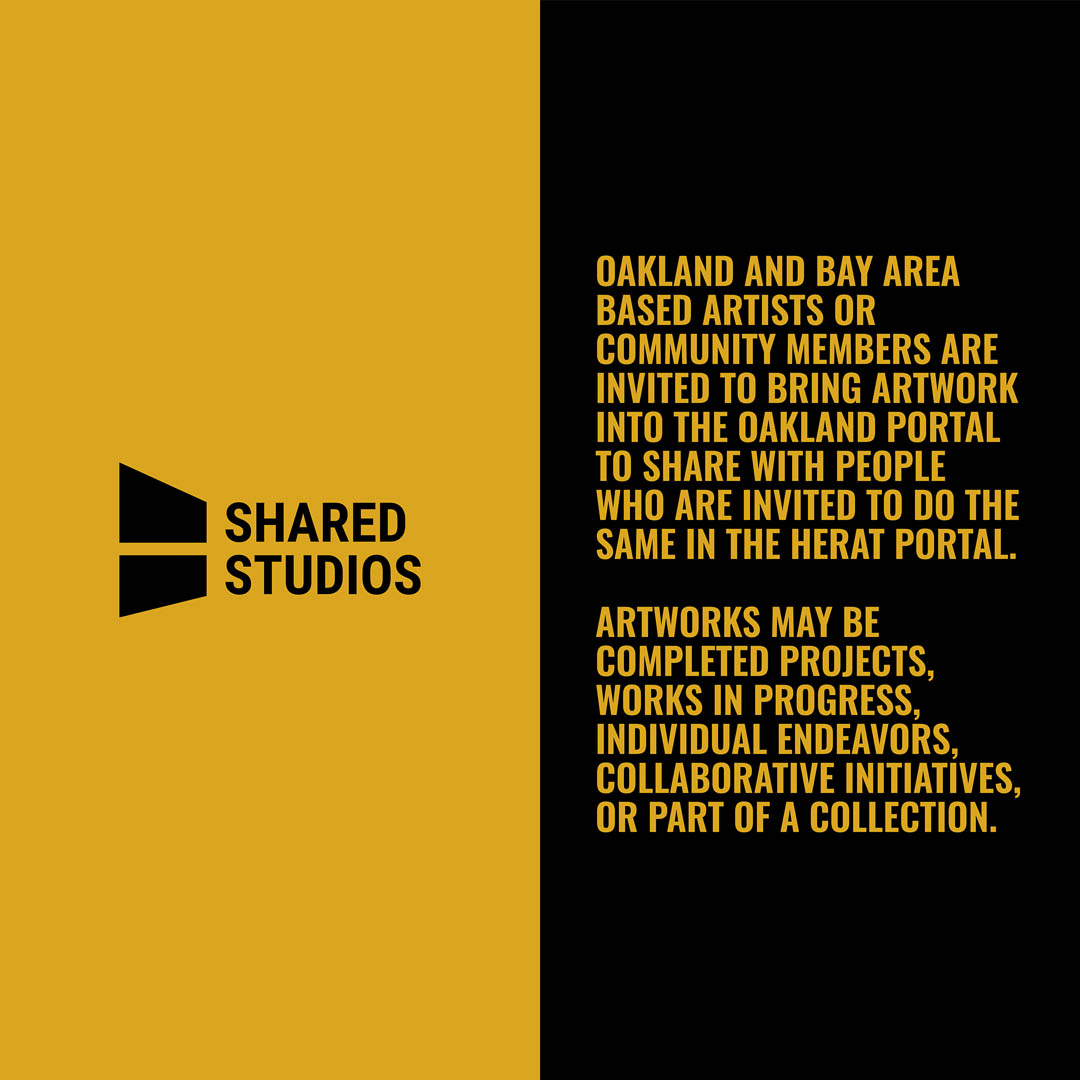 SHARED
STUDIOS
OAKLAND AND BAY AREA
BASED ARTISTS OR
COMMUNITY MEMBERS ARE
INVITED TO BRING ARTWORK
INTO THE OAKLAND PORTAL
TO SHARE WITH PEOPLE
WHO ARE INVITED TO DO THE
SAME IN THE HERAT PORTAL.
ARTWORKS MAY BE
COMPLETED PROJECTS,
WORKS IN PROGRESS,
INDIVIDUAL ENDEAVORS,
COLLABORATIVE INITIATIVES,
OR PART OF A COLLECTION.